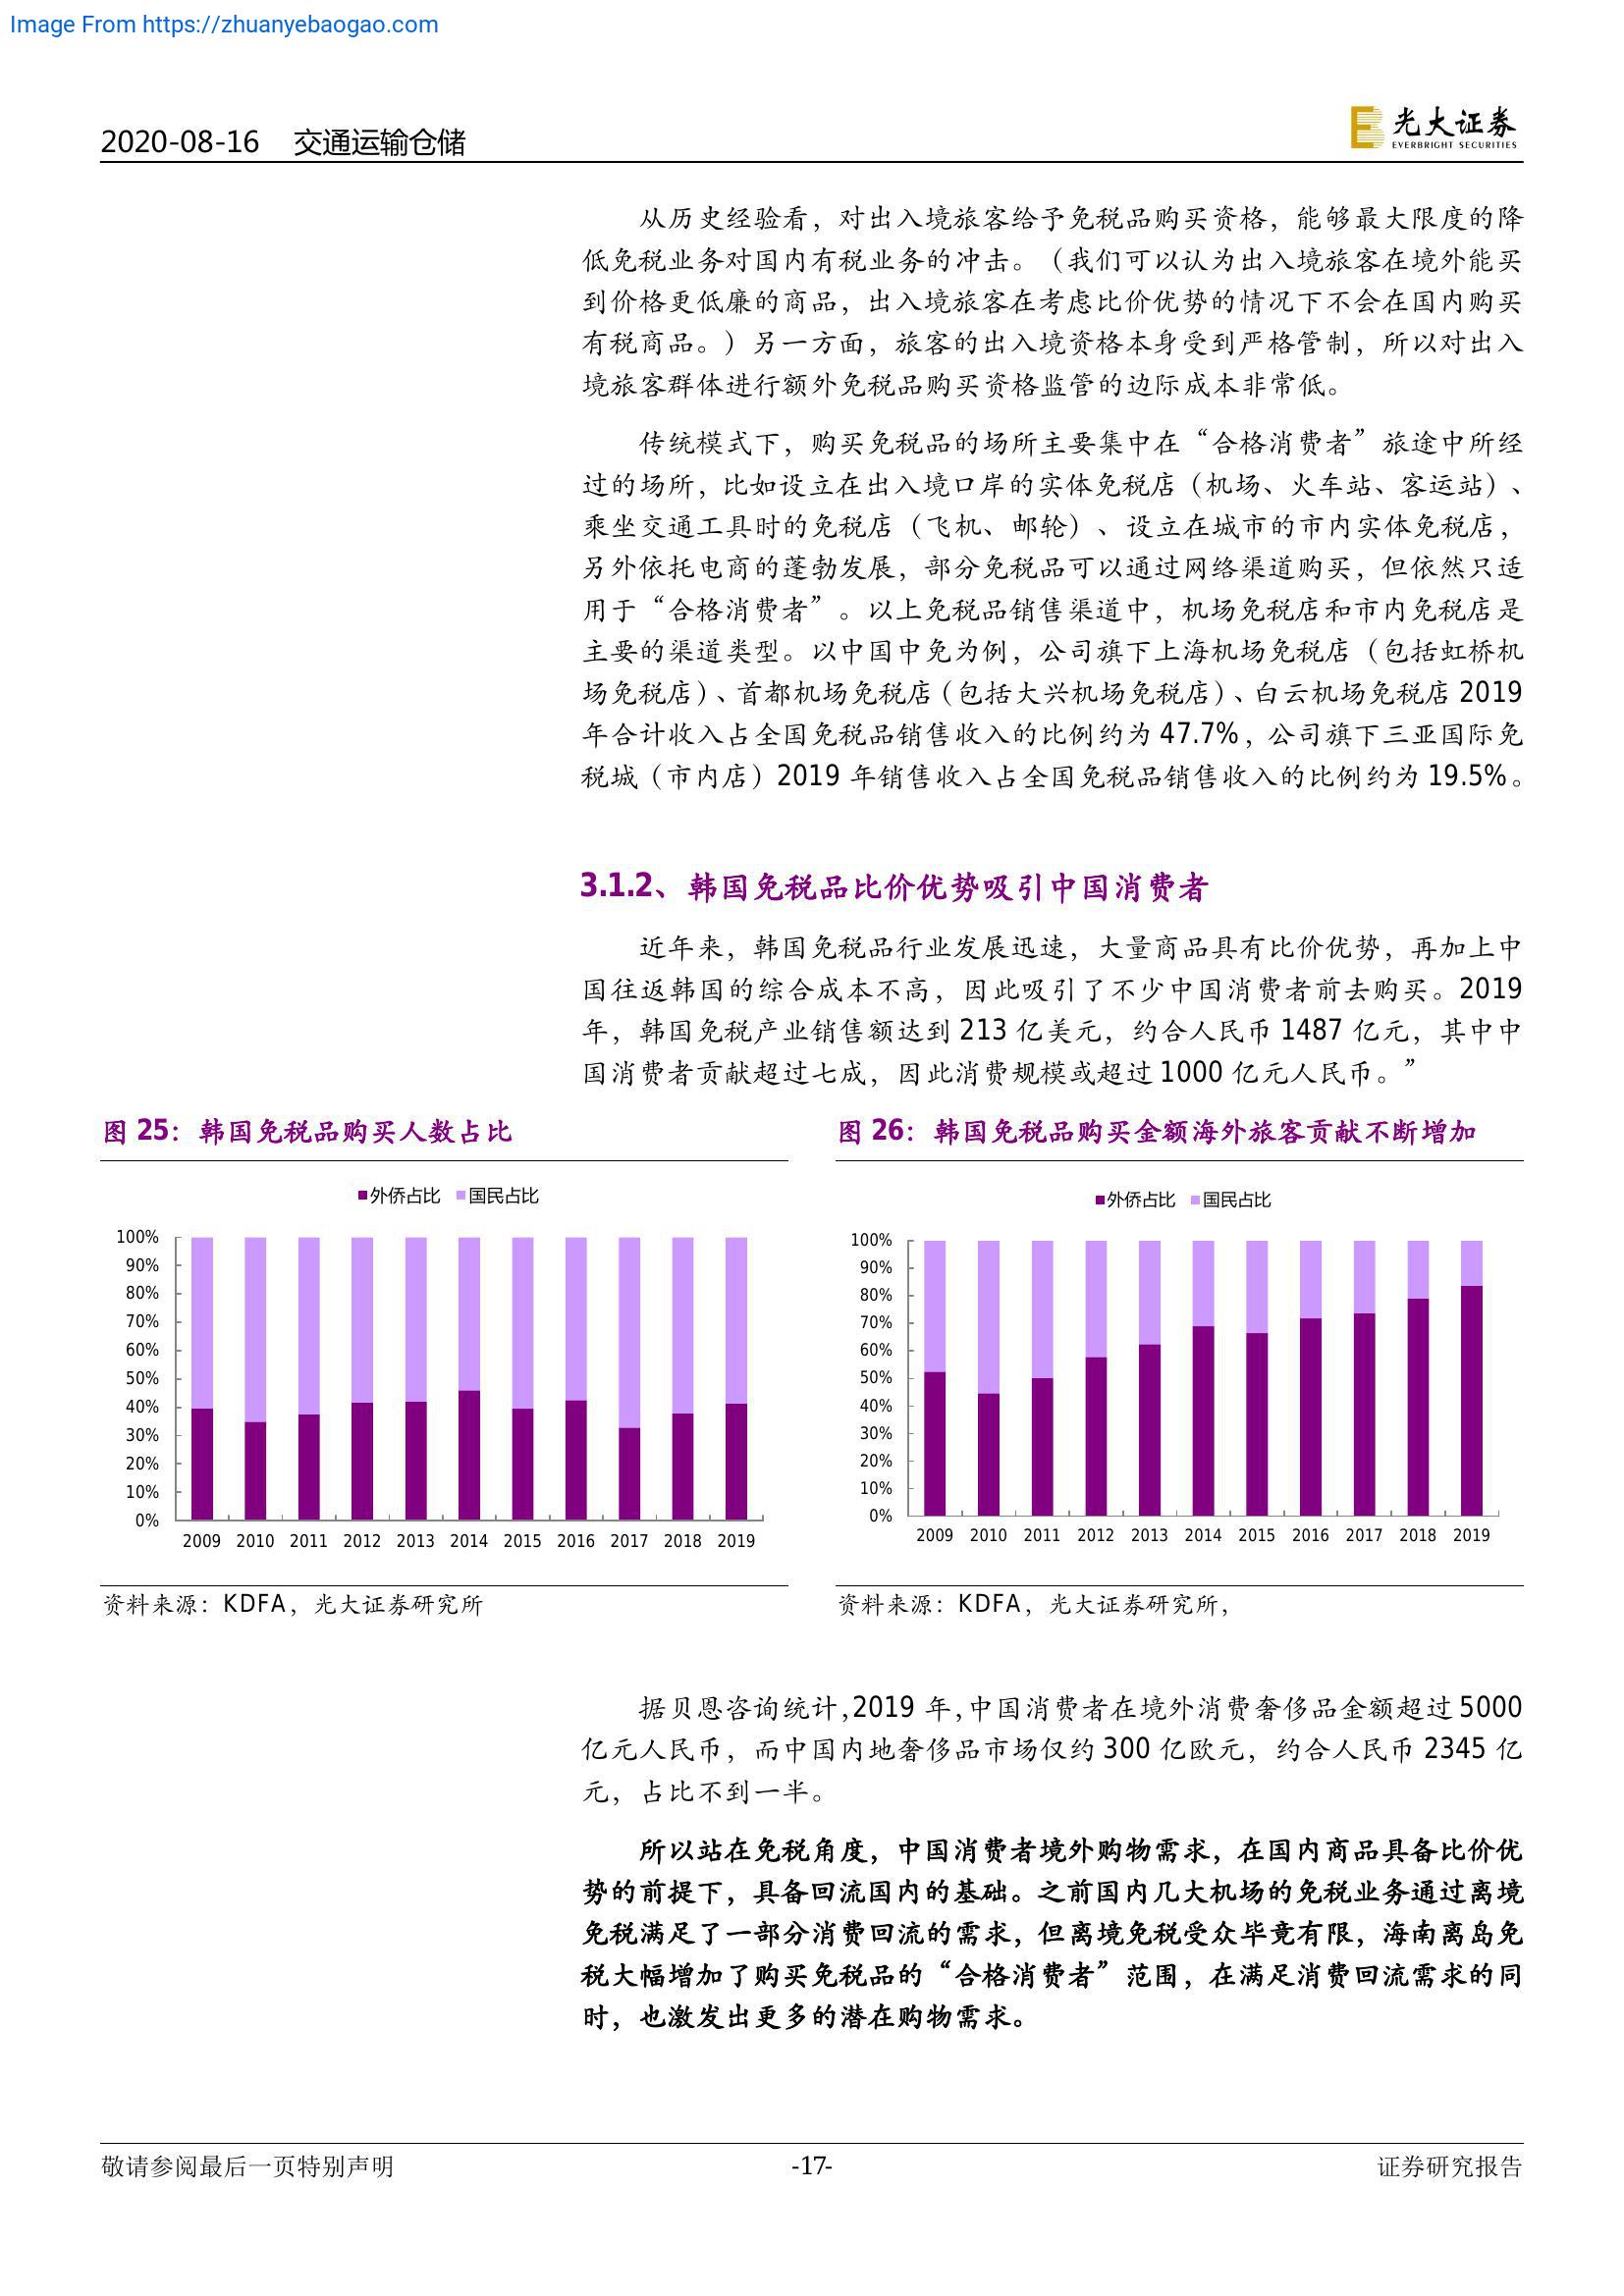 Image From https://zhuanyebaogao.com
2020-08-16 交通运输仓储
光大证券
EVERBRIGHT SECURITIES
从历史经验看，对出入境旅客给予免税品购买资格，能够最大限度的降
低免税业务对国内有税业务的冲击。（我们可以认为出入境旅客在境外能买
到价格更低廉的商品，出入境旅客在考虑比价优势的情况下不会在国内购买
有税商品。）另一方面，旅客的出入境资格本身受到严格管制，所以对出入
境旅客群体进行额外免税品购买资格监管的边际成本非常低。
传统模式下，购买免税品的场所主要集中在“合格消费者”旅途中所经
过的场所，比如设立在出入境口岸的实体免税店（机场、火车站、客运站）、
乘坐交通工具时的免税店（飞机、邮轮）、设立在城市的市内实体免税店，
另外依托电商的蓬勃发展，部分免税品可以通过网络渠道购买，但依然只适
用于“合格消费者”。以上免税品销售渠道中，机场免税店和市内免税店是
主要的渠道类型。以中国中免为例，公司旗下上海机场免税店（包括虹桥机
场免税店）、首都机场免税店（包括大兴机场免税店）、白云机场免税店 2019
年合计收入占全国免税品销售收入的比例约为 47.7%，公司旗下三亚国际免
税城（市内店）2019 年销售收入占全国免税品销售收入的比例约为 19.5%。
3.1.2、韩国免税品比价优势吸引中国消费者
近年来，韩国免税品行业发展迅速，大量商品具有比价优势，再加上中
国往返韩国的综合成本不高，因此吸引了不少中国消费者前去购买。2019
年，韩国免税产业销售额达到 213 亿美元，约合人民币 1487 亿元，其中中
国消费者贡献超过七成，因此消费规模或超过 1000 亿元人民币。”
图 25：韩国免税品购买人数占比
外侨占比 国民占比
100%
90%
80%
70%
60%
50%
40%
30%
20%
10%
0%
2009 2010 2011 2012 2013 2014 2015 2016 2017 2018 2019
资料来源：KDFA，光大证券研究所
图 26：韩国免税品购买金额海外旅客贡献不断增加
外侨占比 国民占比
100%
90%
80%
70%
60%
50%
40%
30%
20%
10%
0%
2009 2010 2011 2012 2013 2014 2015 2016 2017 2018 2019
资料来源：KDFA，光大证券研究所，
据贝恩咨询统计，2019 年，中国消费者在境外消费奢侈品金额超过 5000
亿元人民币，而中国内地奢侈品市场仅约 300 亿欧元，约合人民币 2345 亿
元，占比不到一半。
所以站在免税角度，中国消费者境外购物需求，在国内商品具备比价优
势的前提下，具备回流国内的基础。之前国内几大机场的免税业务通过离境
免税满足了一部分消费回流的需求，但离境免税受众毕竟有限，海南离岛免
税大幅增加了购买免税品的“合格消费者”范围，在满足消费回流需求的同
时，也激发出更多的潜在购物需求。
敬请参阅最后一页特别声明
-17-
证券研究报告